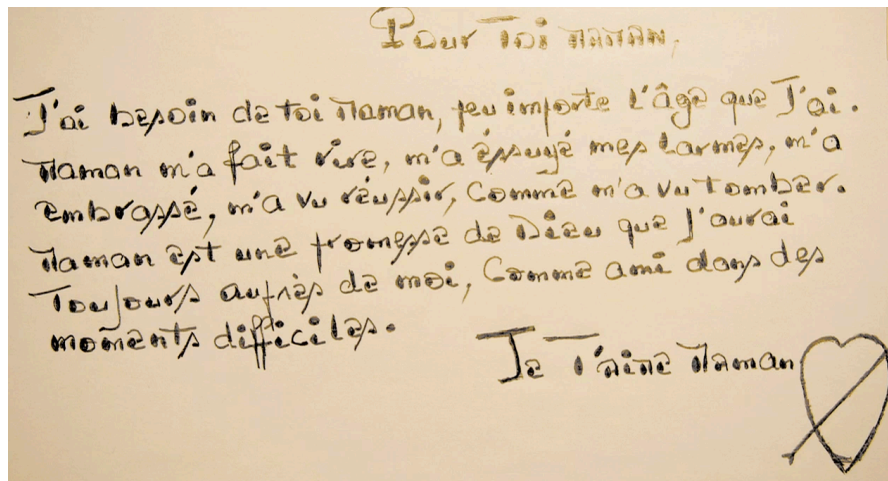 Pour Toi MAMAN,
J'ai besoin de toi Maman, peu importe l'âge que J'ai.
Maman m'a fait rire, m'a éssuyé mes larmes, m'a
embrassé, m'a vu réussir, Comme m'a vu tomber.
Maman est une promesse de Dieu que J'aurai
Toujours auprès de moi, Comme ami dans des
moments difficiles.
Je T'aime Maman